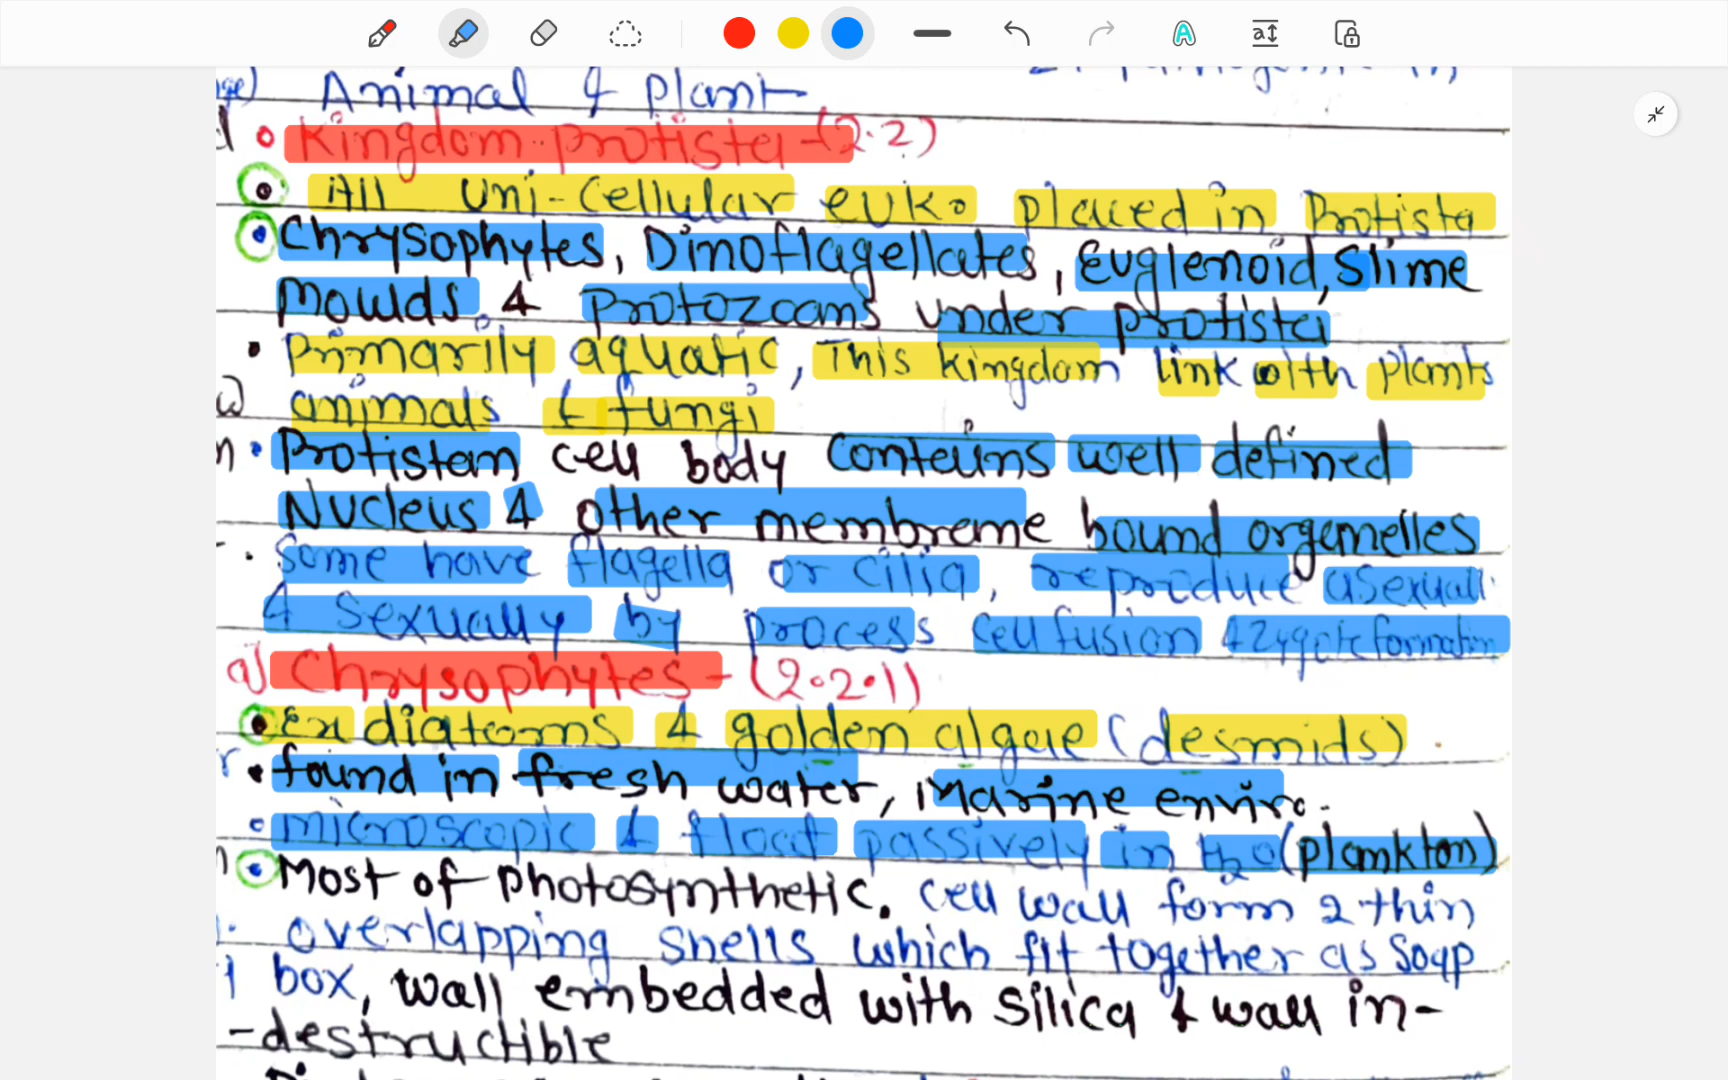 Animal & plant
• Kingdom protista - (2.2)
• All Uni-Cellular euko placed in Protista
• Chrysophytes, Dinoflagellates, Euglenoid, Slime
Moulds & Protozoans under protista
• Primarily aquatic, This kingdom link with plants
animals & fungi
• Protistan cell body contains well defined
Nucleus & other membrane bound organelles
• Some have flagella or cilia, reproduce asexuall
& sexually by process cell fusion & zygote formation
a) Chrysophytes - (2.2.1)
• Ex diatoms & golden algae (desmids)
• found in fresh water, Marine enviro.
• microscopic & float passively in H2O (plankton)
• Most of photosynthetic. Cell wall form 2 thin
overlapping shells which fit together as Soap
box, wall embedded with Silica & wall in-
-destructible